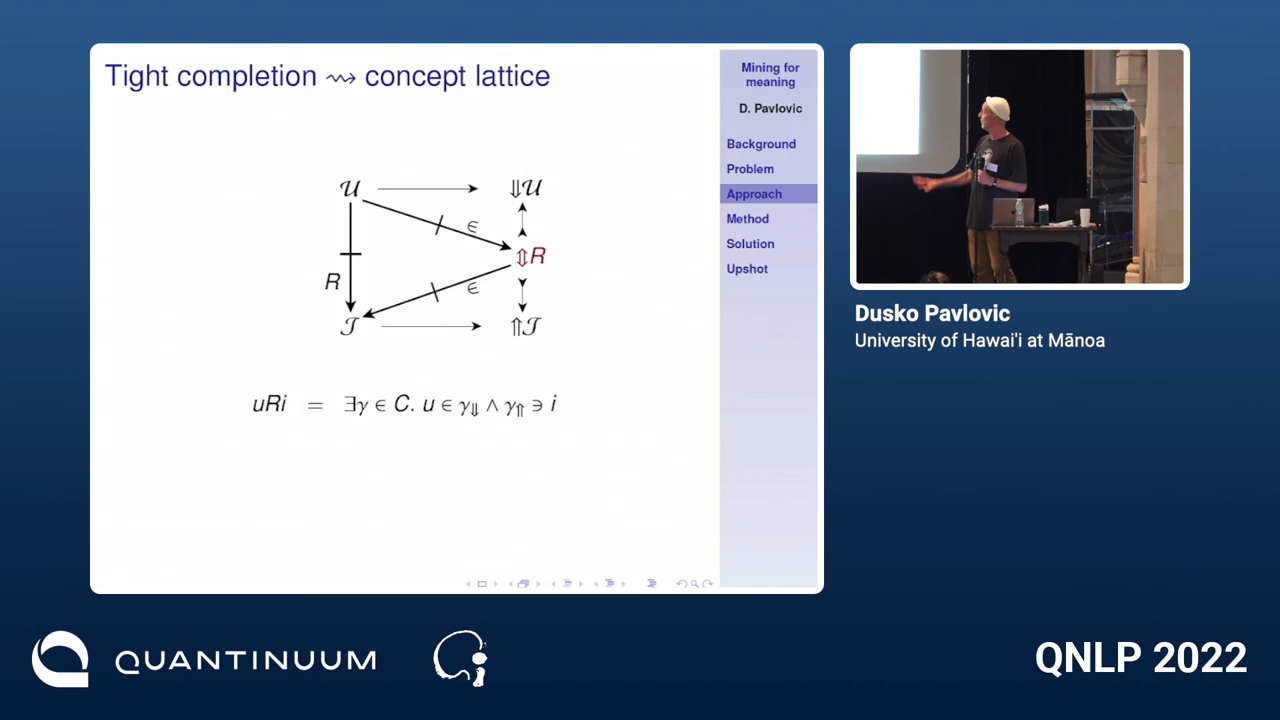 Tight completion ⇝ concept lattice
𝒰 ⇓𝒰
∈
⇕R
R
∈
ℐ ⇑ℐ
uRi = ∃γ ∈ C. u ∈ γ⇓ ∧ γ⇑ ∋ i
Mining for
meaning
D. Pavlovic
Background
Problem
Approach
Method
Solution
Upshot
Dusko Pavlovic
University of Hawai'i at Mānoa
QUANTINUUM
QNLP 2022